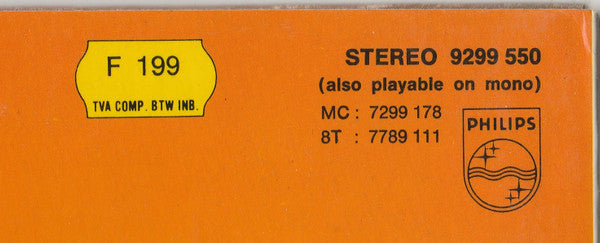 F 199
TVA COMP. BTW INB.
STEREO 9299 550
(also playable on mono)
MC : 7299 178
8T : 7789 111
PHILIPS